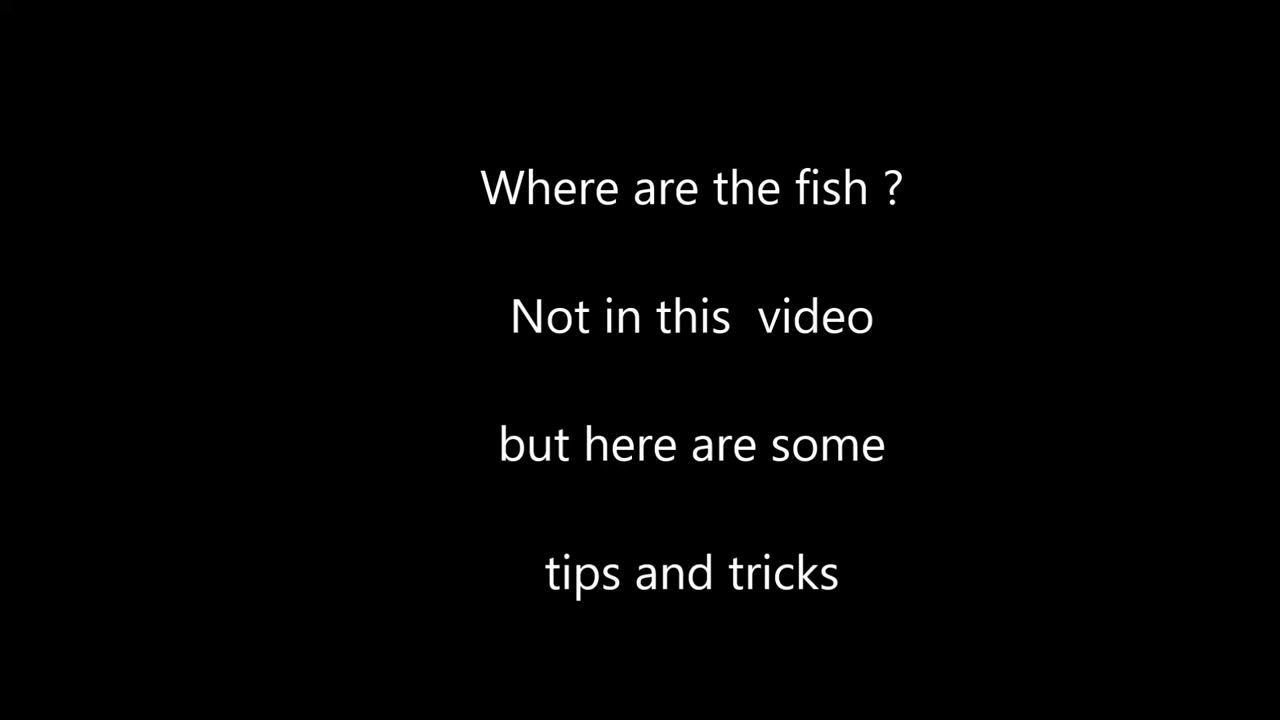 Where are the fish ?
Not in this  video
but here are some
tips and tricks